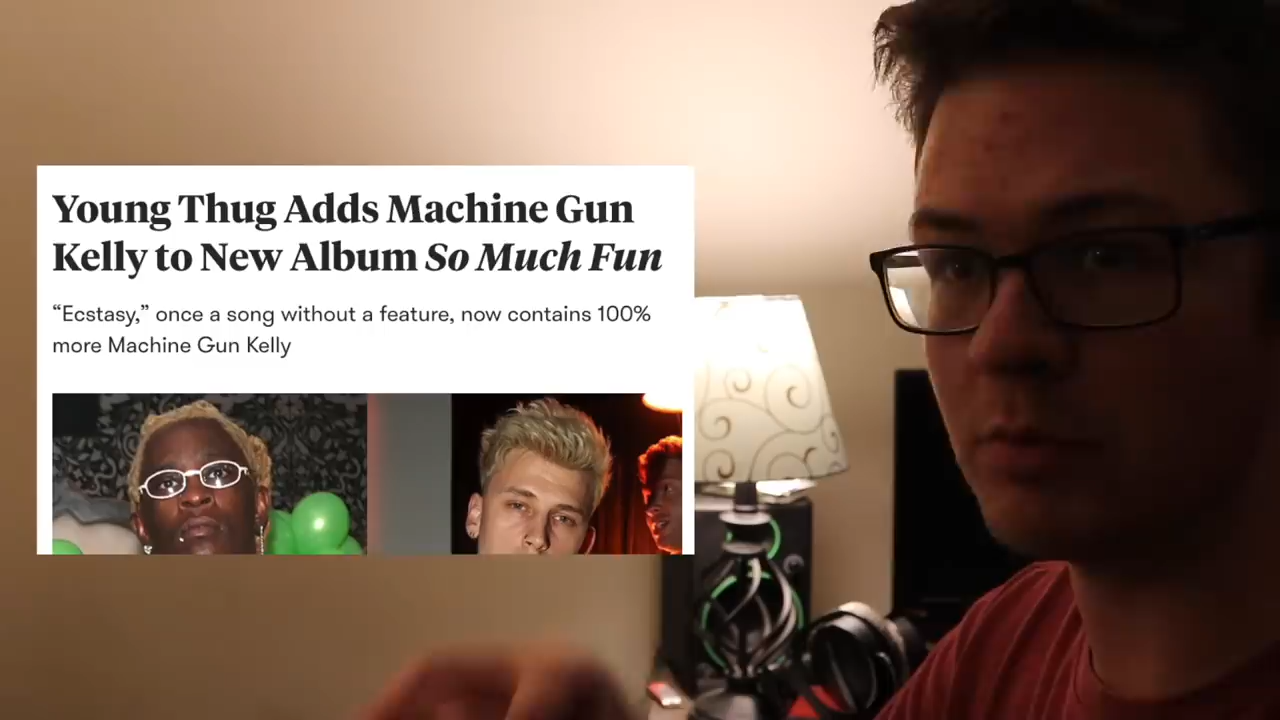 Young Thug Adds Machine Gun
Kelly to New Album So Much Fun
“Ecstasy,” once a song without a feature, now contains 100%
more Machine Gun Kelly